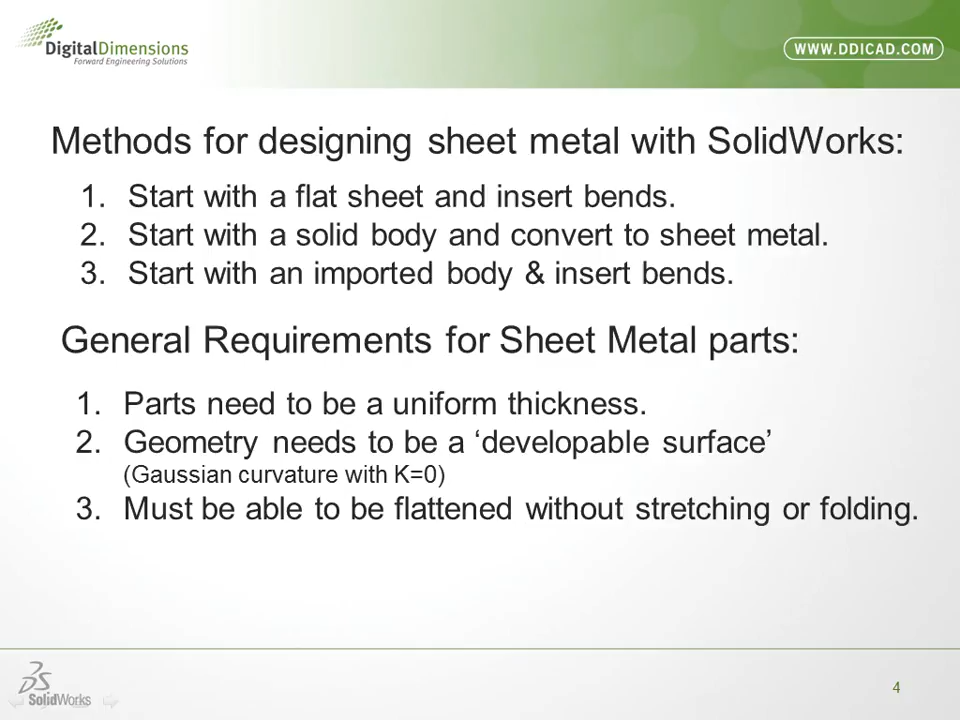 DigitalDimensions
Forward Engineering Solutions
WWW.DDICAD.COM
Methods for designing sheet metal with SolidWorks:
1. Start with a flat sheet and insert bends.
2. Start with a solid body and convert to sheet metal.
3. Start with an imported body & insert bends.
General Requirements for Sheet Metal parts:
1. Parts need to be a uniform thickness.
2. Geometry needs to be a ‘developable surface’
(Gaussian curvature with K=0)
3. Must be able to be flattened without stretching or folding.
SolidWorks
4